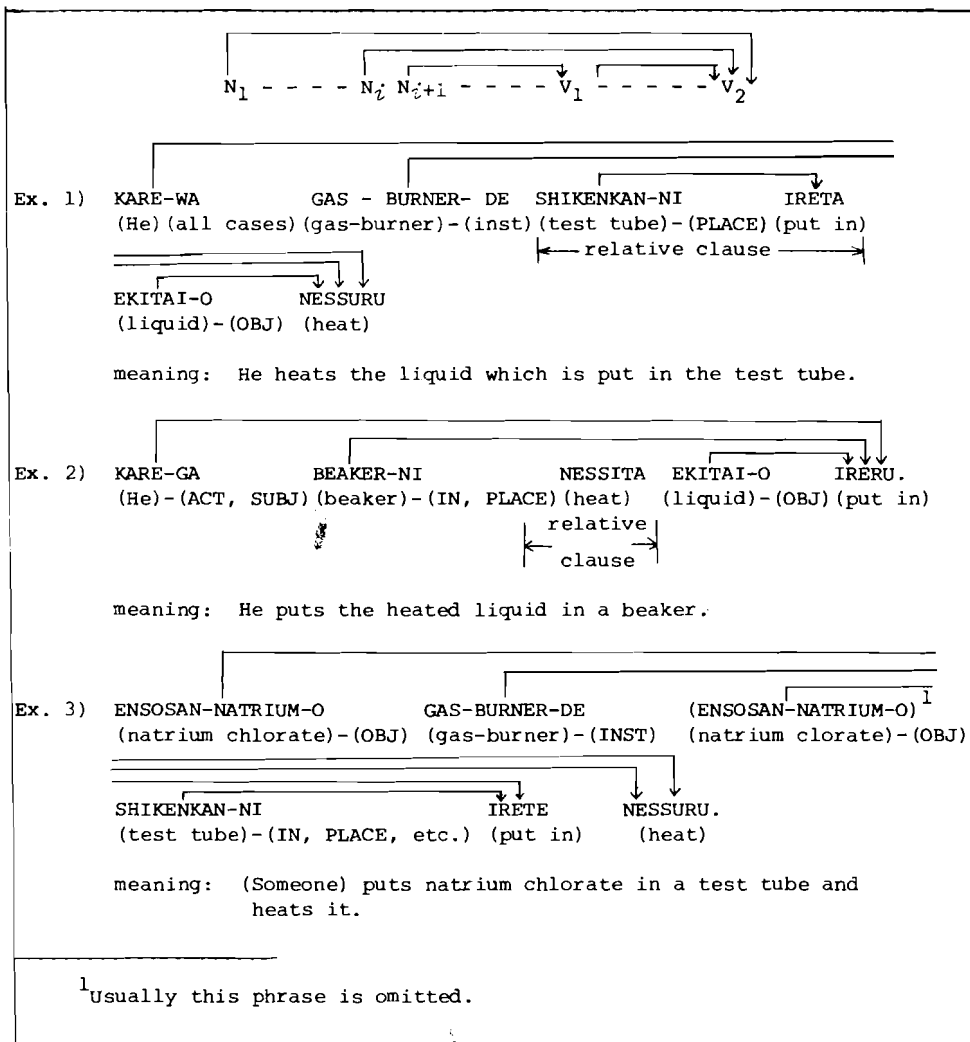 N1 - - - - Ni Ni+1 - - - - V1 - - - - - V2
Ex. 1) KARE-WA GAS - BURNER- DE SHIKENKAN-NI IRETA
(He)(all cases)(gas-burner)-(inst)(test tube)-(PLACE)(put in)
relative clause
EKITAI-O NESSURU
(liquid)-(OBJ) (heat)
meaning: He heats the liquid which is put in the test tube.
Ex. 2) KARE-GA BEAKER-NI NESSITA EKITAI-O IRERU.
(He)-(ACT, SUBJ)(beaker)-(IN, PLACE)(heat) (liquid)-(OBJ)(put in)
relative
clause
meaning: He puts the heated liquid in a beaker.
Ex. 3) ENSOSAN-NATRIUM-O GAS-BURNER-DE (ENSOSAN-NATRIUM-O)1
(natrium chlorate)-(OBJ) (gas-burner)-(INST) (natrium clorate)-(OBJ)
SHIKENKAN-NI IRETE NESSURU.
(test tube)-(IN, PLACE, etc.) (put in) (heat)
meaning: (Someone) puts natrium chlorate in a test tube and
heats it.
1Usually this phrase is omitted.